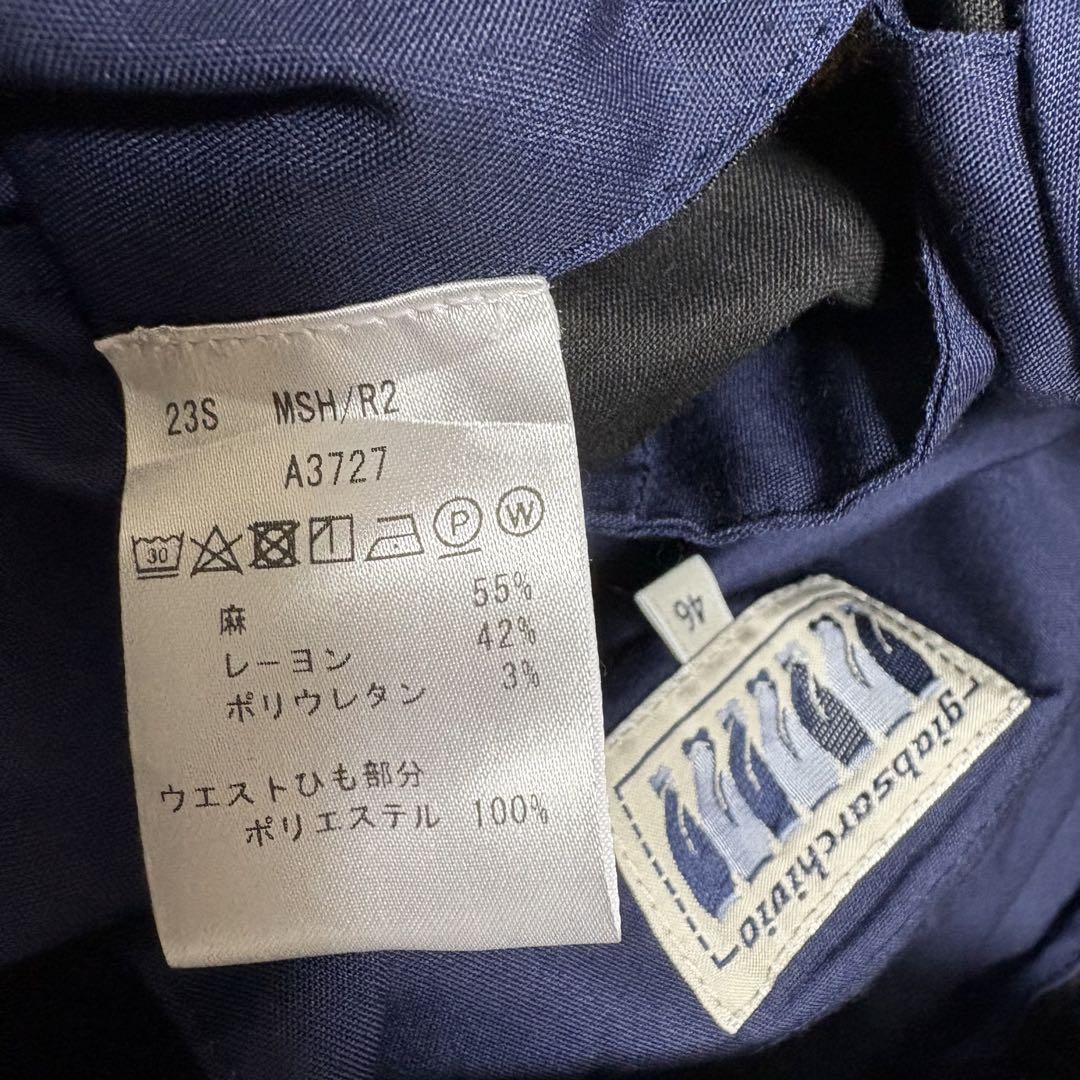 23S MSH/R2
A3727
30
P W
麻 55%
レーヨン 42%
ポリウレタン 3%
ウエストひも部分
ポリエステル 100%
46
giabsarchivio